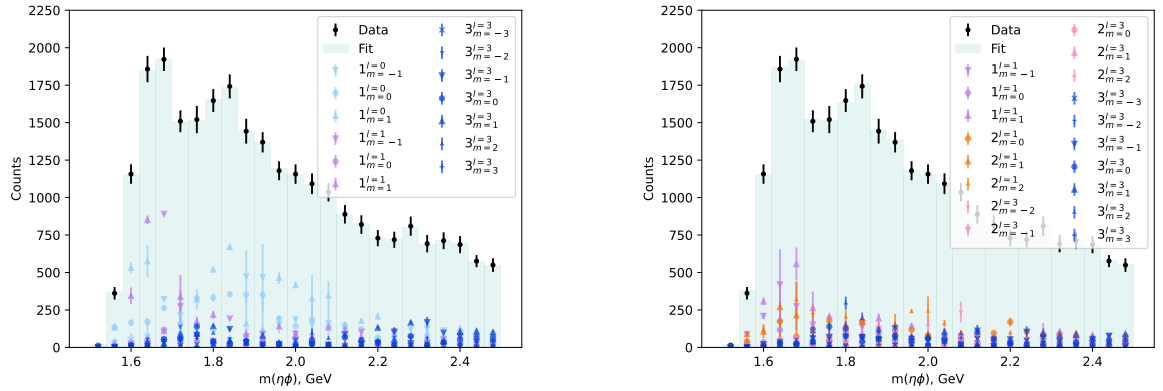 2250
2000
1750
1500
1250
1000
750
500
250
0
Counts
1.6 1.8 2.0 2.2 2.4
m(ηϕ), GeV
Data
Fit
1^{l=0}_{m=−1}
1^{l=0}_{m=0}
1^{l=0}_{m=1}
1^{l=1}_{m=−1}
1^{l=1}_{m=0}
1^{l=1}_{m=1}
3^{l=3}_{m=−3}
3^{l=3}_{m=−2}
3^{l=3}_{m=−1}
3^{l=3}_{m=0}
3^{l=3}_{m=1}
3^{l=3}_{m=2}
3^{l=3}_{m=3}
2250
2000
1750
1500
1250
1000
750
500
250
0
Counts
1.6 1.8 2.0 2.2 2.4
m(ηϕ), GeV
Data
Fit
1^{l=1}_{m=−1}
1^{l=1}_{m=0}
1^{l=1}_{m=1}
2^{l=1}_{m=0}
2^{l=1}_{m=1}
2^{l=1}_{m=2}
2^{l=3}_{m=−2}
2^{l=3}_{m=−1}
2^{l=3}_{m=0}
2^{l=3}_{m=1}
2^{l=3}_{m=2}
3^{l=3}_{m=−3}
3^{l=3}_{m=−2}
3^{l=3}_{m=−1}
3^{l=3}_{m=0}
3^{l=3}_{m=1}
3^{l=3}_{m=2}
3^{l=3}_{m=3}